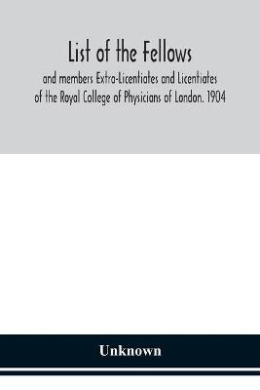 List of the Fellows
and members Extra-Licentiates and Licentiates
of the Royal College of Physicians of London. 1904
Unknown